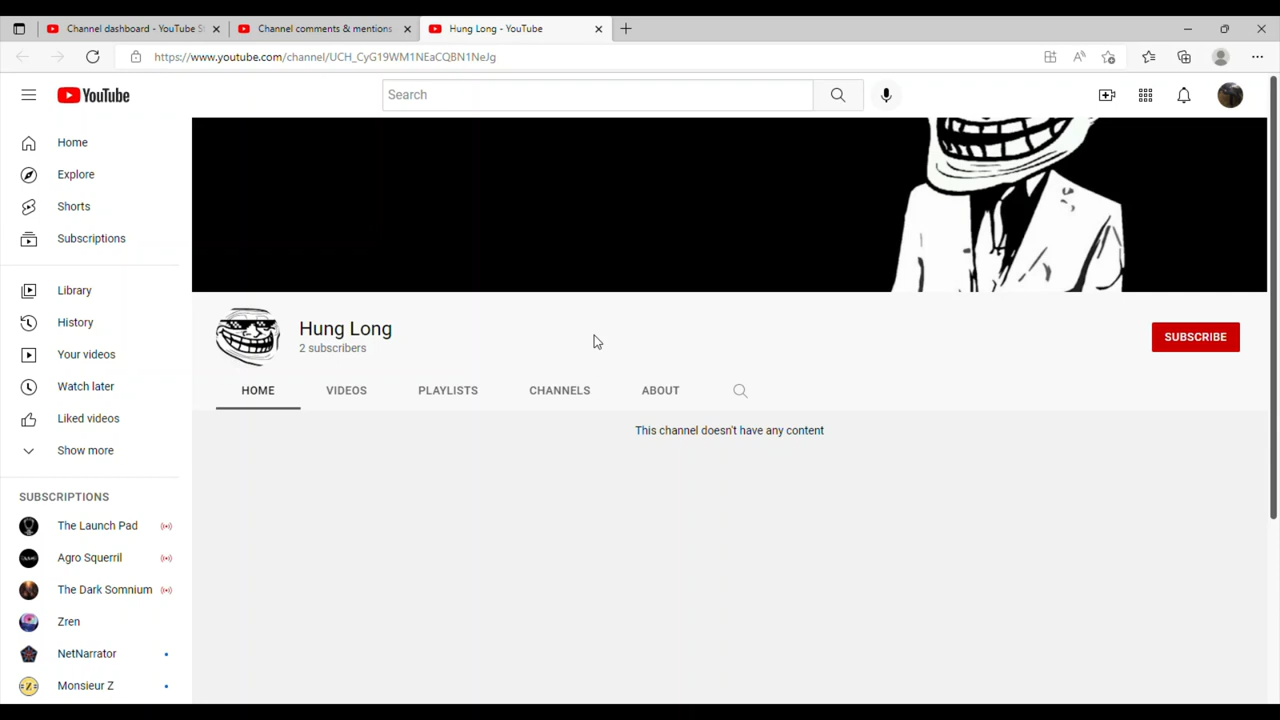 Channel dashboard - YouTube S
Channel comments & mentions
Hung Long - YouTube
https://www.youtube.com/channel/UCH_CyG19WM1NEaCQBN1NeJg
YouTube
Search
Home
Explore
Shorts
Subscriptions
Library
History
Your videos
Watch later
Liked videos
Show more
SUBSCRIPTIONS
The Launch Pad
Agro Squerril
The Dark Somnium
Zren
NetNarrator
Monsieur Z
Hung Long
2 subscribers
SUBSCRIBE
HOME
VIDEOS
PLAYLISTS
CHANNELS
ABOUT
This channel doesn't have any content